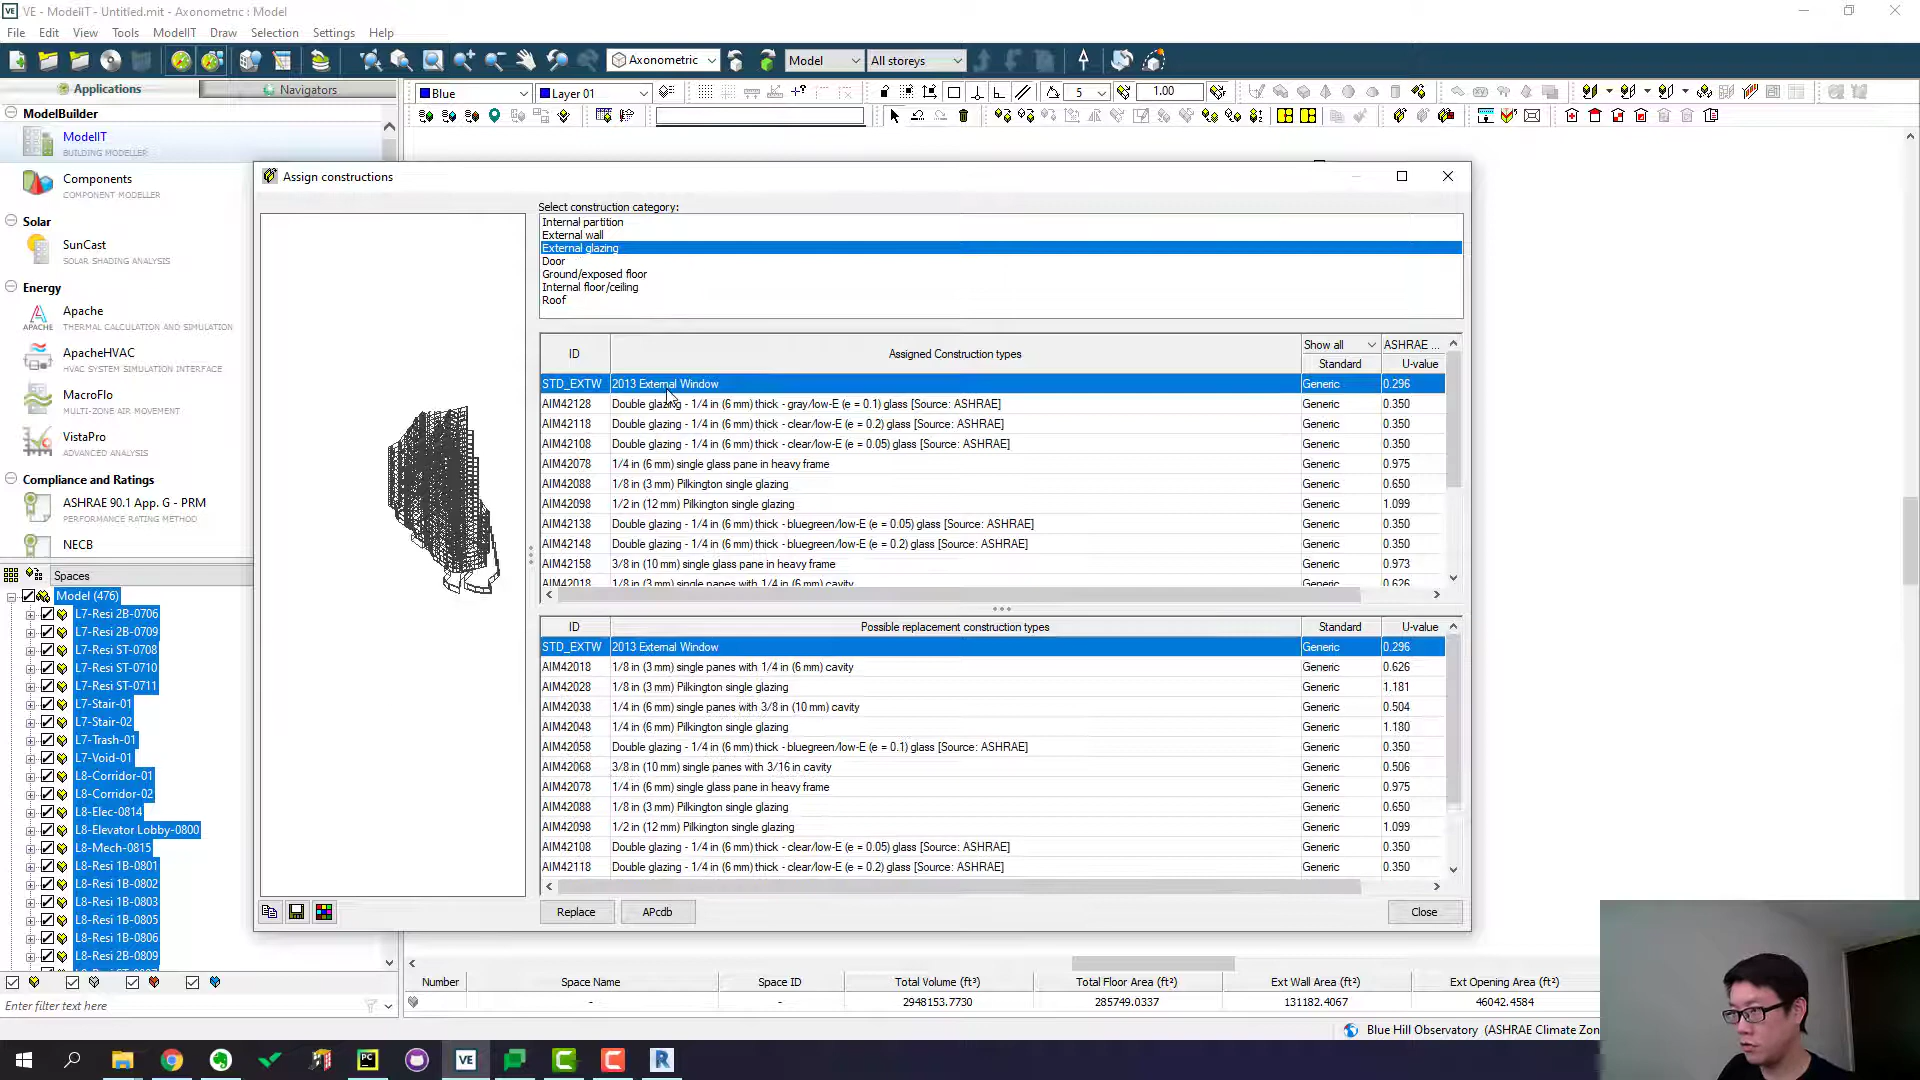 VE - ModelIT - Untitled.mit - Axonometric : Model
File Edit View Tools ModelIT Draw Selection Settings Help
Axonometric
Model
All storeys
Applications
Navigators
Blue
Layer 01
5
1.00
ModelBuilder
ModelIT
BUILDING MODELLER
Components
COMPONENT MODELLER
Solar
SunCast
SOLAR SHADING ANALYSIS
Energy
Apache
THERMAL CALCULATION AND SIMULATION
ApacheHVAC
HVAC SYSTEM SIMULATION INTERFACE
MacroFlo
MULTI-ZONE AIR MOVEMENT
VistaPro
ADVANCED ANALYSIS
Compliance and Ratings
ASHRAE 90.1 App. G - PRM
PERFORMANCE RATING METHOD
NECB
Spaces
Model (476)
L7-Resi 2B-0706
L7-Resi 2B-0709
L7-Resi ST-0708
L7-Resi ST-0710
L7-Resi ST-0711
L7-Stair-01
L7-Stair-02
L7-Trash-01
L7-Void-01
L8-Corridor-01
L8-Corridor-02
L8-Elec-0814
L8-Elevator Lobby-0800
L8-Mech-0815
L8-Resi 1B-0801
L8-Resi 1B-0802
L8-Resi 1B-0803
L8-Resi 1B-0805
L8-Resi 1B-0806
L8-Resi 2B-0809
Enter filter text
Assign constructions
Select construction category:
Internal partition
External wall
External glazing
Door
Ground/exposed floor
Internal floor/ceiling
Roof
ID Assigned Construction types Show all ASHRAE ...
Standard U-value
STD_EXTW 2013 External Window Generic 0.296
AIM42128 Double glazing - 1/4 in (6 mm) thick - gray/low-E (e = 0.1) glass [Source: ASHRAE] Generic 0.350
AIM42118 Double glazing - 1/4 in (6 mm) thick - clear/low-E (e = 0.2) glass [Source: ASHRAE] Generic 0.350
AIM42108 Double glazing - 1/4 in (6 mm) thick - clear/low-E (e = 0.05) glass [Source: ASHRAE] Generic 0.350
AIM42078 1/4 in (6 mm) single glass pane in heavy frame Generic 0.975
AIM42088 1/8 in (3 mm) Pilkington single glazing Generic 0.650
AIM42098 1/2 in (12 mm) Pilkington single glazing Generic 1.099
AIM42138 Double glazing - 1/4 in (6 mm) thick - bluegreen/low-E (e = 0.05) glass [Source: ASHRAE] Generic 0.350
AIM42148 Double glazing - 1/4 in (6 mm) thick - bluegreen/low-E (e = 0.2) glass [Source: ASHRAE] Generic 0.350
AIM42158 3/8 in (10 mm) single glass pane in heavy frame Generic 0.973
AIM42018 1/8 in (3 mm) single panes with 1/4 in (6 mm) cavity Generic 0.626
ID Possible replacement construction types Standard U-value
STD_EXTW 2013 External Window Generic 0.296
AIM42018 1/8 in (3 mm) single panes with 1/4 in (6 mm) cavity Generic 0.626
AIM42028 1/8 in (3 mm) Pilkington single glazing Generic 1.181
AIM42038 1/4 in (6 mm) single panes with 3/8 in (10 mm) cavity Generic 0.504
AIM42048 1/4 in (6 mm) Pilkington single glazing Generic 1.180
AIM42058 Double glazing - 1/4 in (6 mm) thick - bluegreen/low-E (e = 0.1) glass [Source: ASHRAE] Generic 0.350
AIM42068 3/8 in (10 mm) single panes with 3/16 in cavity Generic 0.506
AIM42078 1/4 in (6 mm) single glass pane in heavy frame Generic 0.975
AIM42088 1/8 in (3 mm) Pilkington single glazing Generic 0.650
AIM42098 1/2 in (12 mm) Pilkington single glazing Generic 1.099
AIM42108 Double glazing - 1/4 in (6 mm) thick - clear/low-E (e = 0.05) glass [Source: ASHRAE] Generic 0.350
AIM42118 Double glazing - 1/4 in (6 mm) thick - clear/low-E (e = 0.2) glass [Source: ASHRAE] Generic 0.350
Replace
APcdb
Close
Number Space Name Space ID Total Volume (ft³) Total Floor Area (ft²) Ext Wall Area (ft²) Ext Opening Area (ft²)
- - 2948153.7730 285749.0337 131182.4067 46042.4584
Blue Hill Observatory (ASHRAE Climate Zon